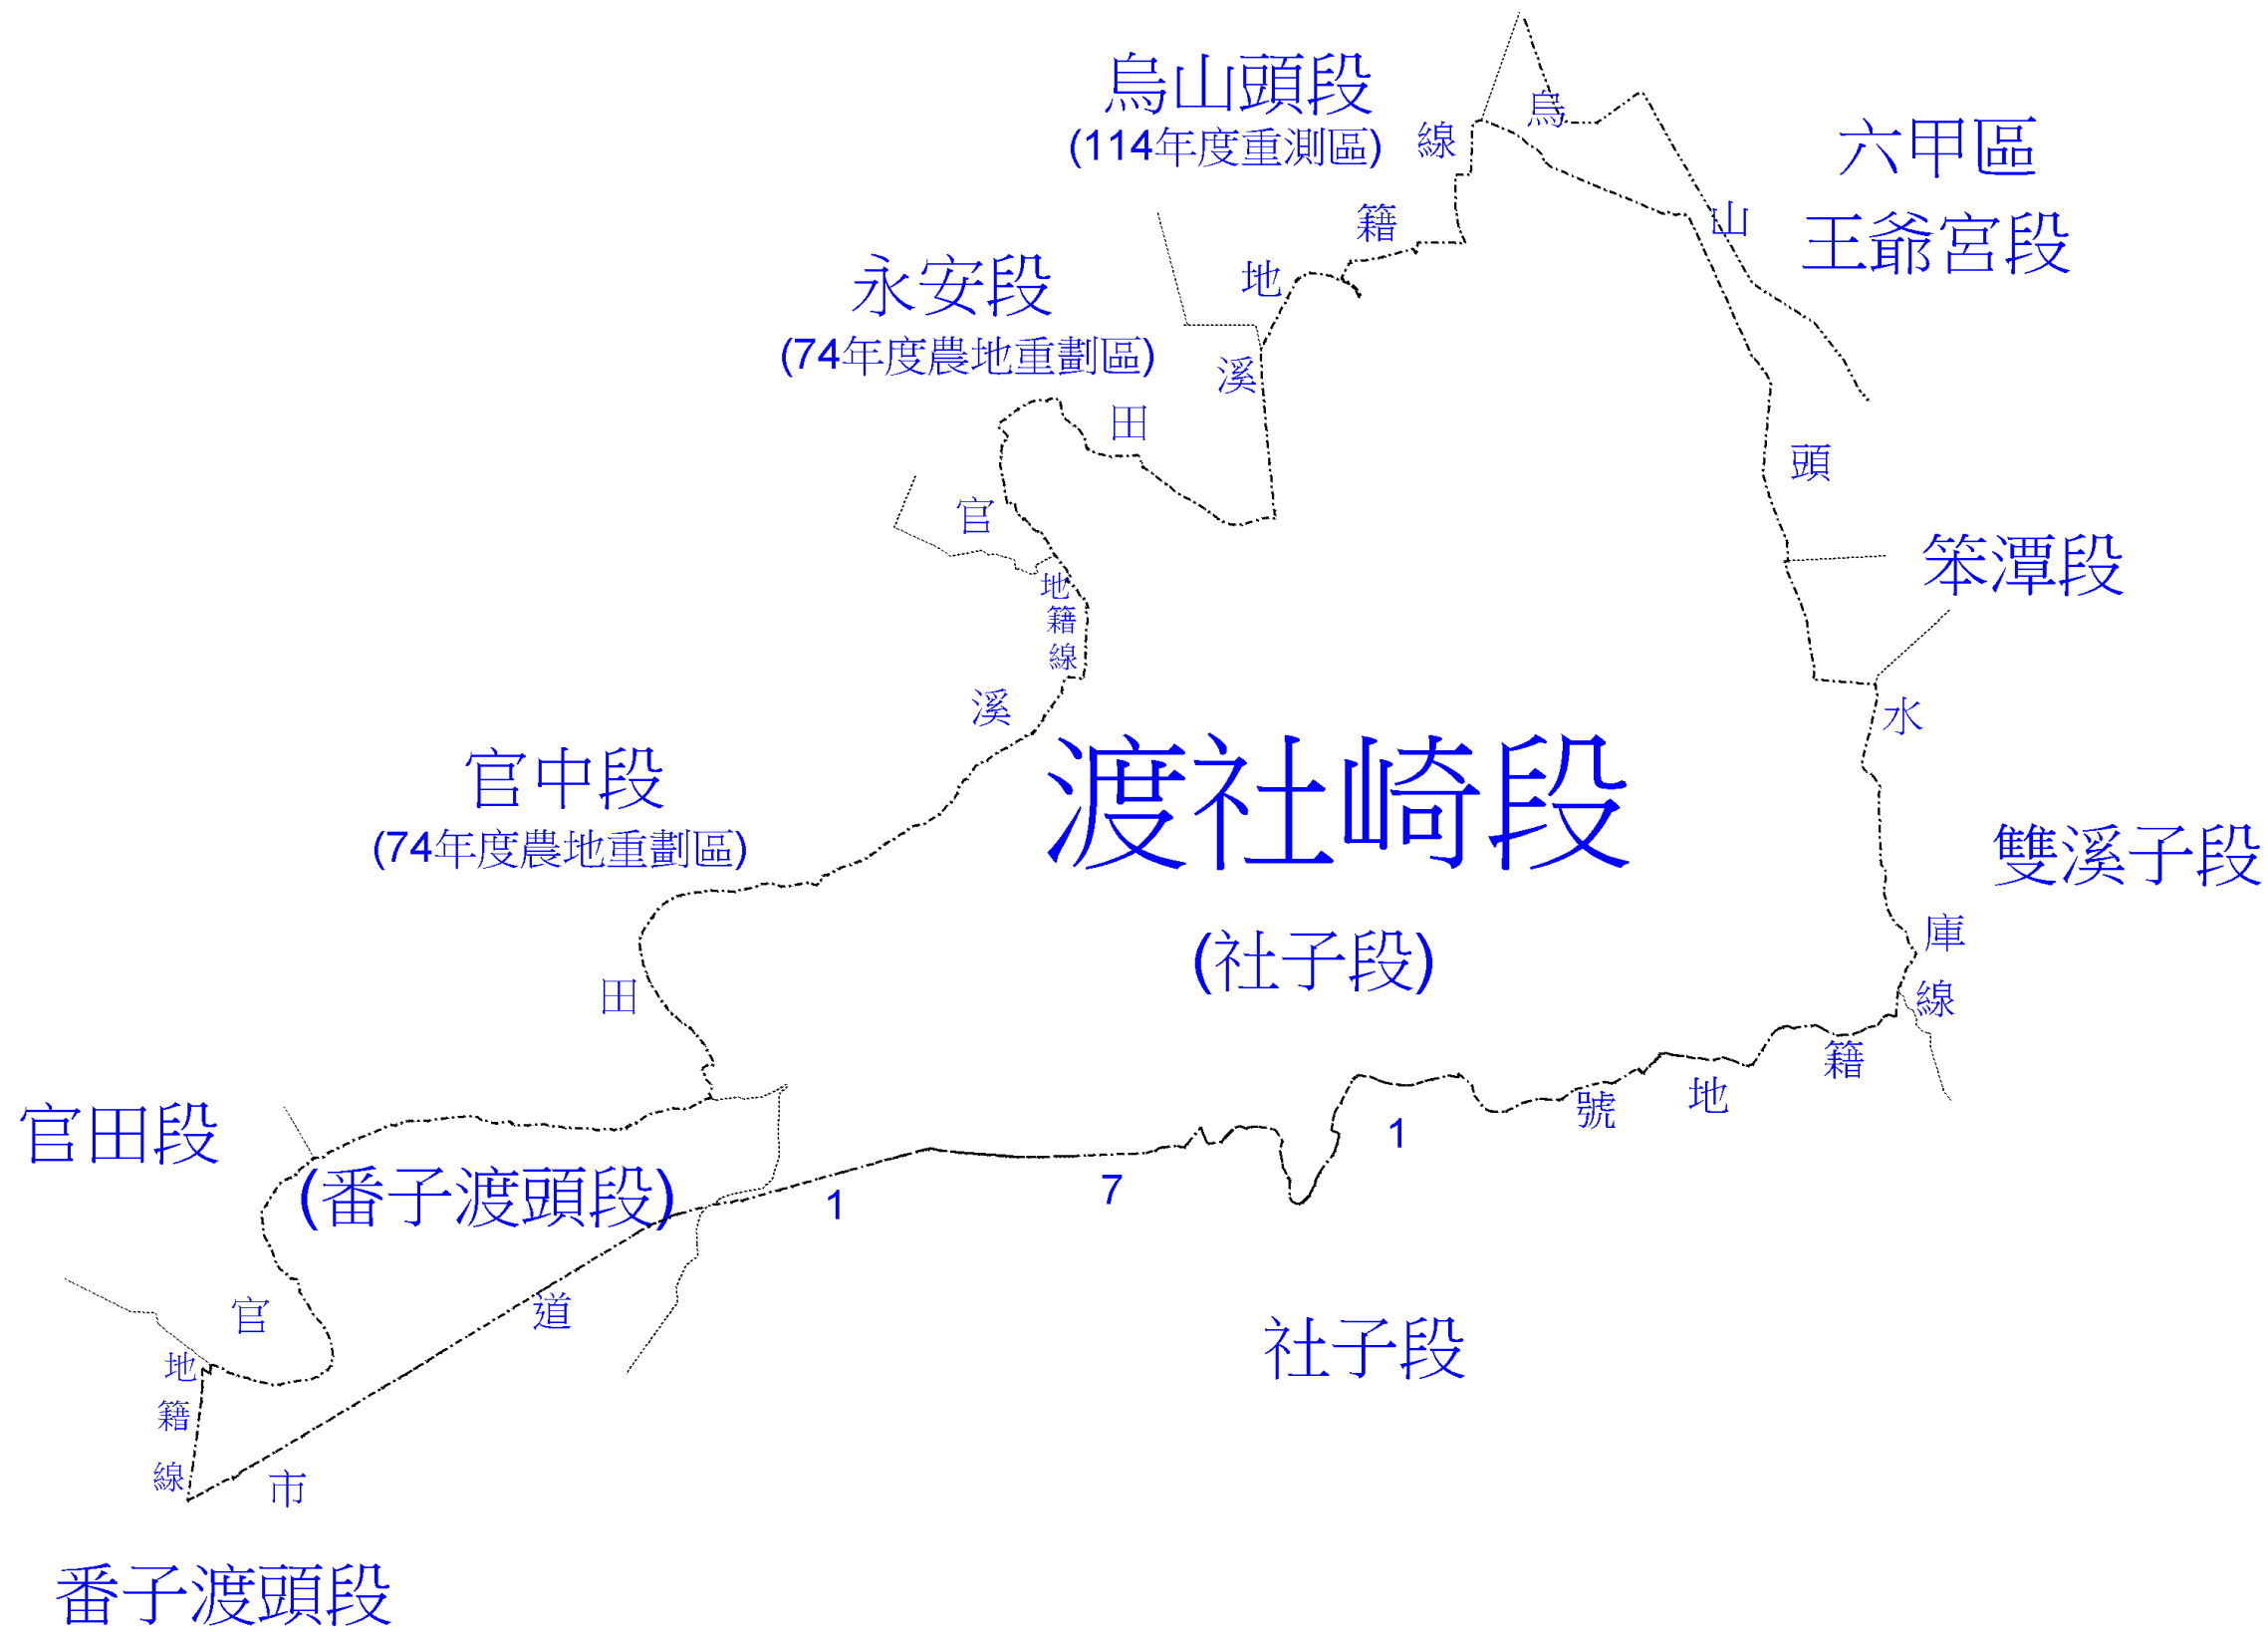 烏山頭段
(114年度重測區)
六甲區
王爺宮段
永安段
(74年度農地重劃區)
笨潭段
官中段
(74年度農地重劃區)
渡社崎段
(社子段)
雙溪子段
官田段
(番子渡頭段)
社子段
番子渡頭段
烏山頭水庫線
線籍地
溪田官
地籍線
溪田官
地籍線
市道171號地籍